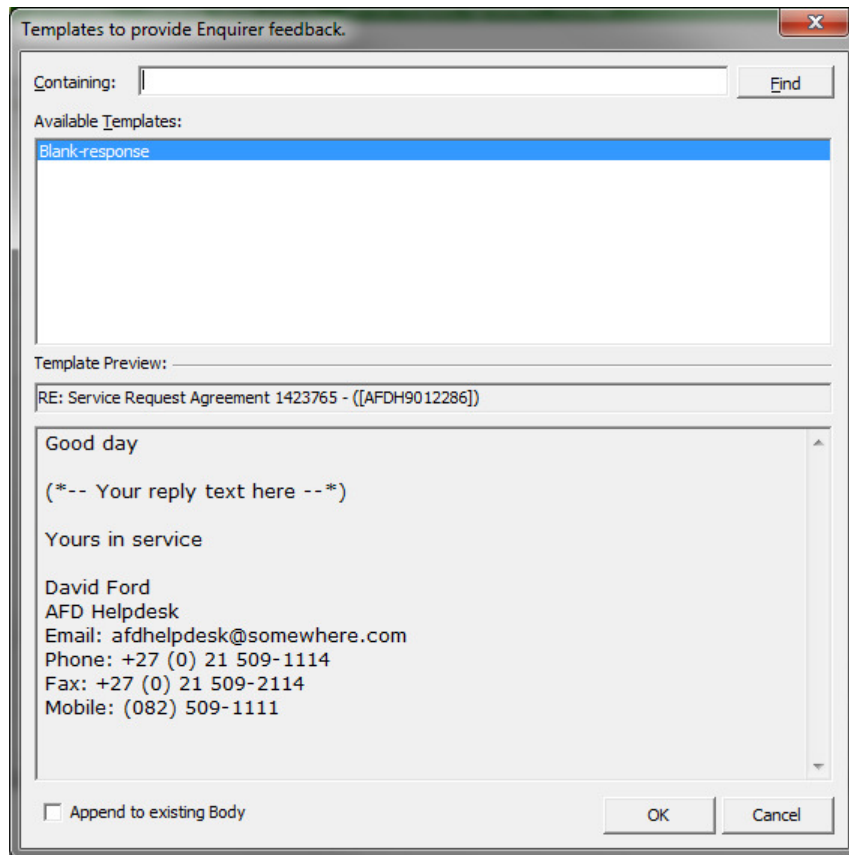 Templates to provide Enquirer feedback.
Containing:
Find
Available Templates:
Blank-response
Template Preview:
RE: Service Request Agreement 1423765 - ([AFDH9012286])
Good day
(*-- Your reply text here --*)
Yours in service
David Ford
AFD Helpdesk
Email: afdhelpdesk@somewhere.com
Phone: +27 (0) 21 509-1114
Fax: +27 (0) 21 509-2114
Mobile: (082) 509-1111
Append to existing Body
OK
Cancel